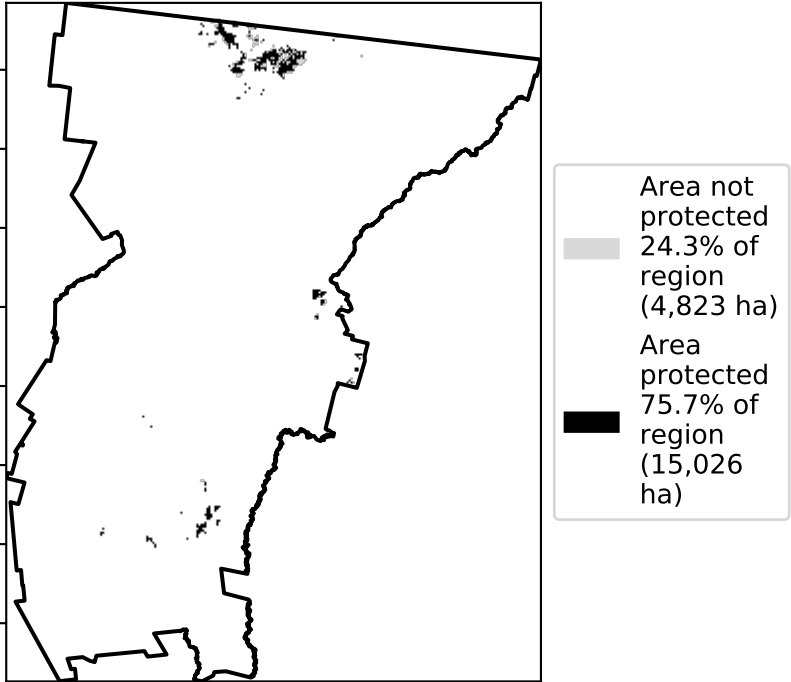 Area not
protected
24.3% of
region
(4,823 ha)
Area
protected
75.7% of
region
(15,026
ha)